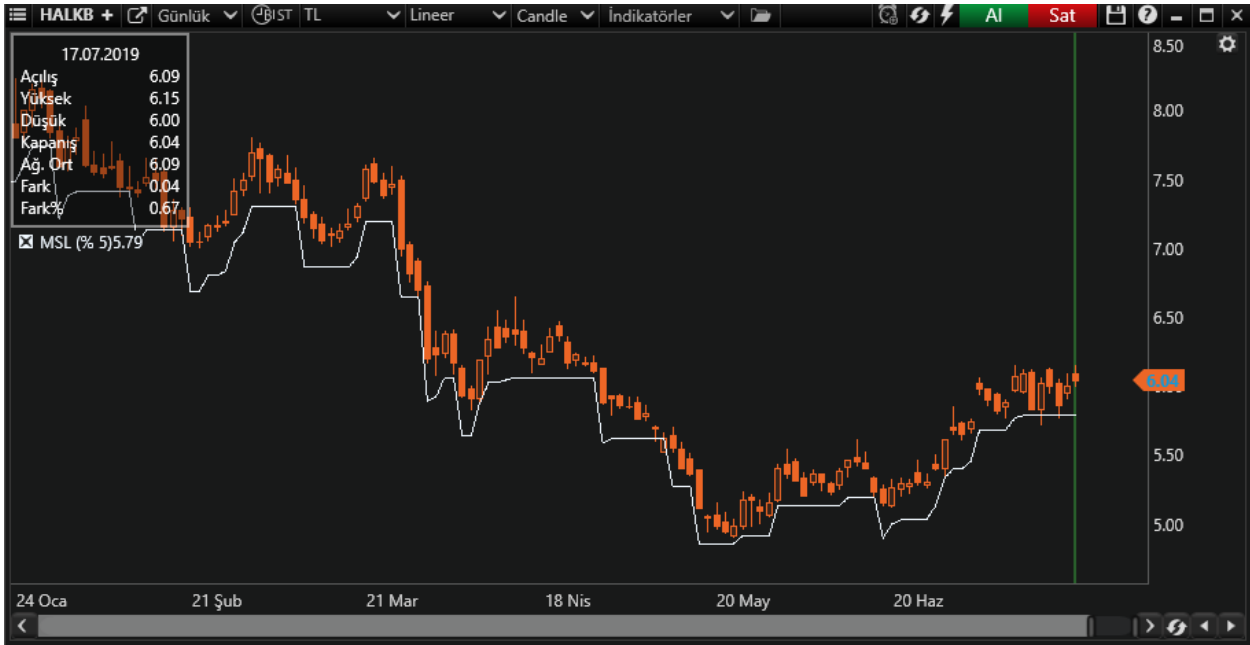 HALKB + Günlük BIST TL Lineer Candle İndikatörler Al Sat
17.07.2019
Açılış 6.09
Yüksek 6.15
Düşük 6.00
Kapanış 6.04
Ağ. Ort 6.09
Fark 0.04
Fark% 0.67
MSL (% 5)5.79
8.50
8.00
7.50
7.00
6.50
6.04
5.50
5.00
24 Oca 21 Şub 21 Mar 18 Nis 20 May 20 Haz